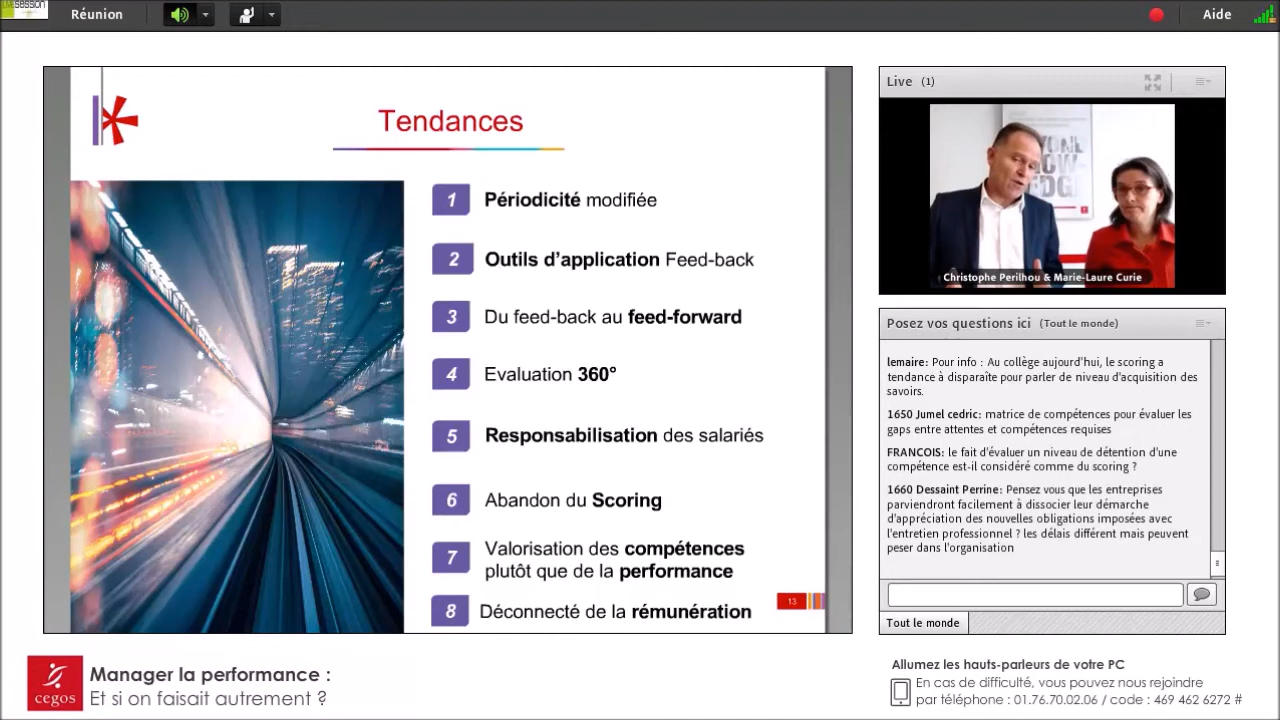 SESSION
Réunion
Aide
Tendances
1 Périodicité modifiée
2 Outils d'application Feed-back
3 Du feed-back au feed-forward
4 Evaluation 360°
5 Responsabilisation des salariés
6 Abandon du Scoring
7 Valorisation des compétences
plutôt que de la performance
8 Déconnecté de la rémunération
13
Live (1)
Christophe Perilhou & Marie-Laure Curie
Posez vos questions ici (Tout le monde)
lemaire: Pour info : Au collège aujourd'hui, le scoring a
tendance à disparaîte pour parler de niveau d'acquisition des
savoirs.
1650 Jumel cedric: matrice de compétences pour évaluer les
gaps entre attentes et compétences requises
FRANCOIS: le fait d'évaluer un niveau de détention d'une
compétence est-il considéré comme du scoring ?
1660 Dessaint Perrine: Pensez vous que les entreprises
parviendront facilement à dissocier leur démarche
d'appréciation des nouvelles obligations imposées avec
l'entretien professionnel ? les délais différent mais peuvent
peser dans l'organisation
Tout le monde
cegos
Manager la performance :
Et si on faisait autrement ?
Allumez les hauts-parleurs de votre PC
En cas de difficulté, vous pouvez nous rejoindre
par téléphone : 01.76.70.02.06 / code : 469 462 6272 #